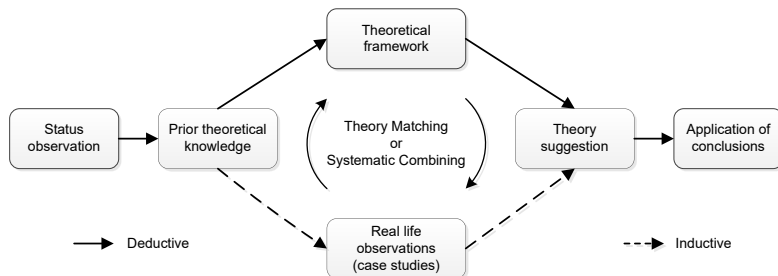 Theoretical
framework
Status
observation
Prior theoretical
knowledge
Theory Matching
or
Systematic Combining
Theory
suggestion
Application of
conclusions
Real life
observations
(case studies)
Deductive
Inductive